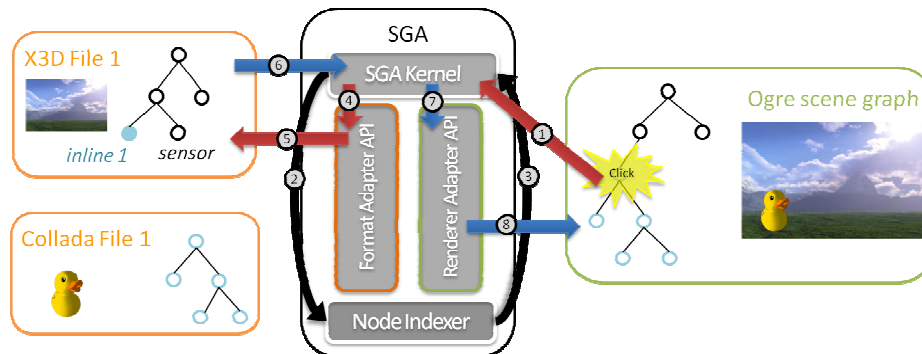 SGA
X3D File 1
6
SGA Kernel
4
7
Ogre scene graph
1
5
inline 1
sensor
2
Format Adapter API
Renderer Adapter API
3
Click
8
Collada File 1
Node Indexer